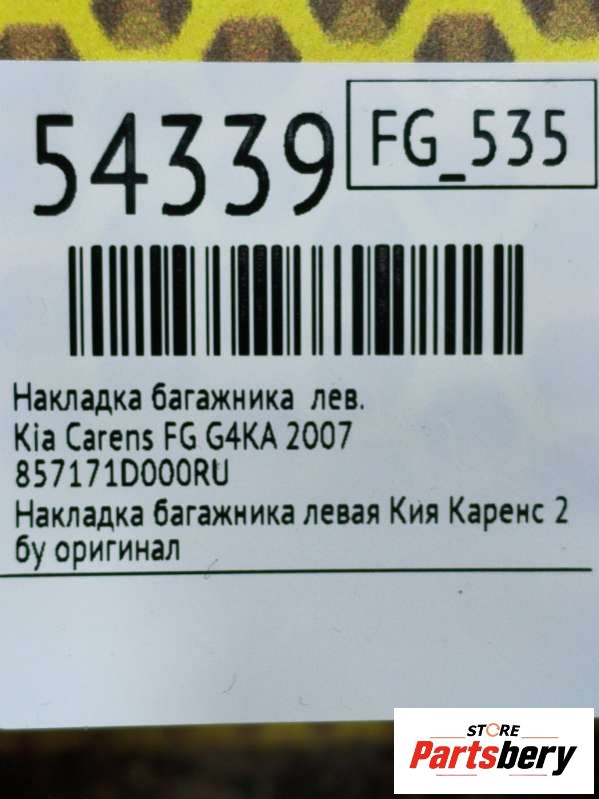 54339
FG_535
Накладка багажника лев.
Kia Carens FG G4KA 2007
857171D000RU
Накладка багажника левая Кия Каренс 2
бу оригинал
STORE
Partsbery